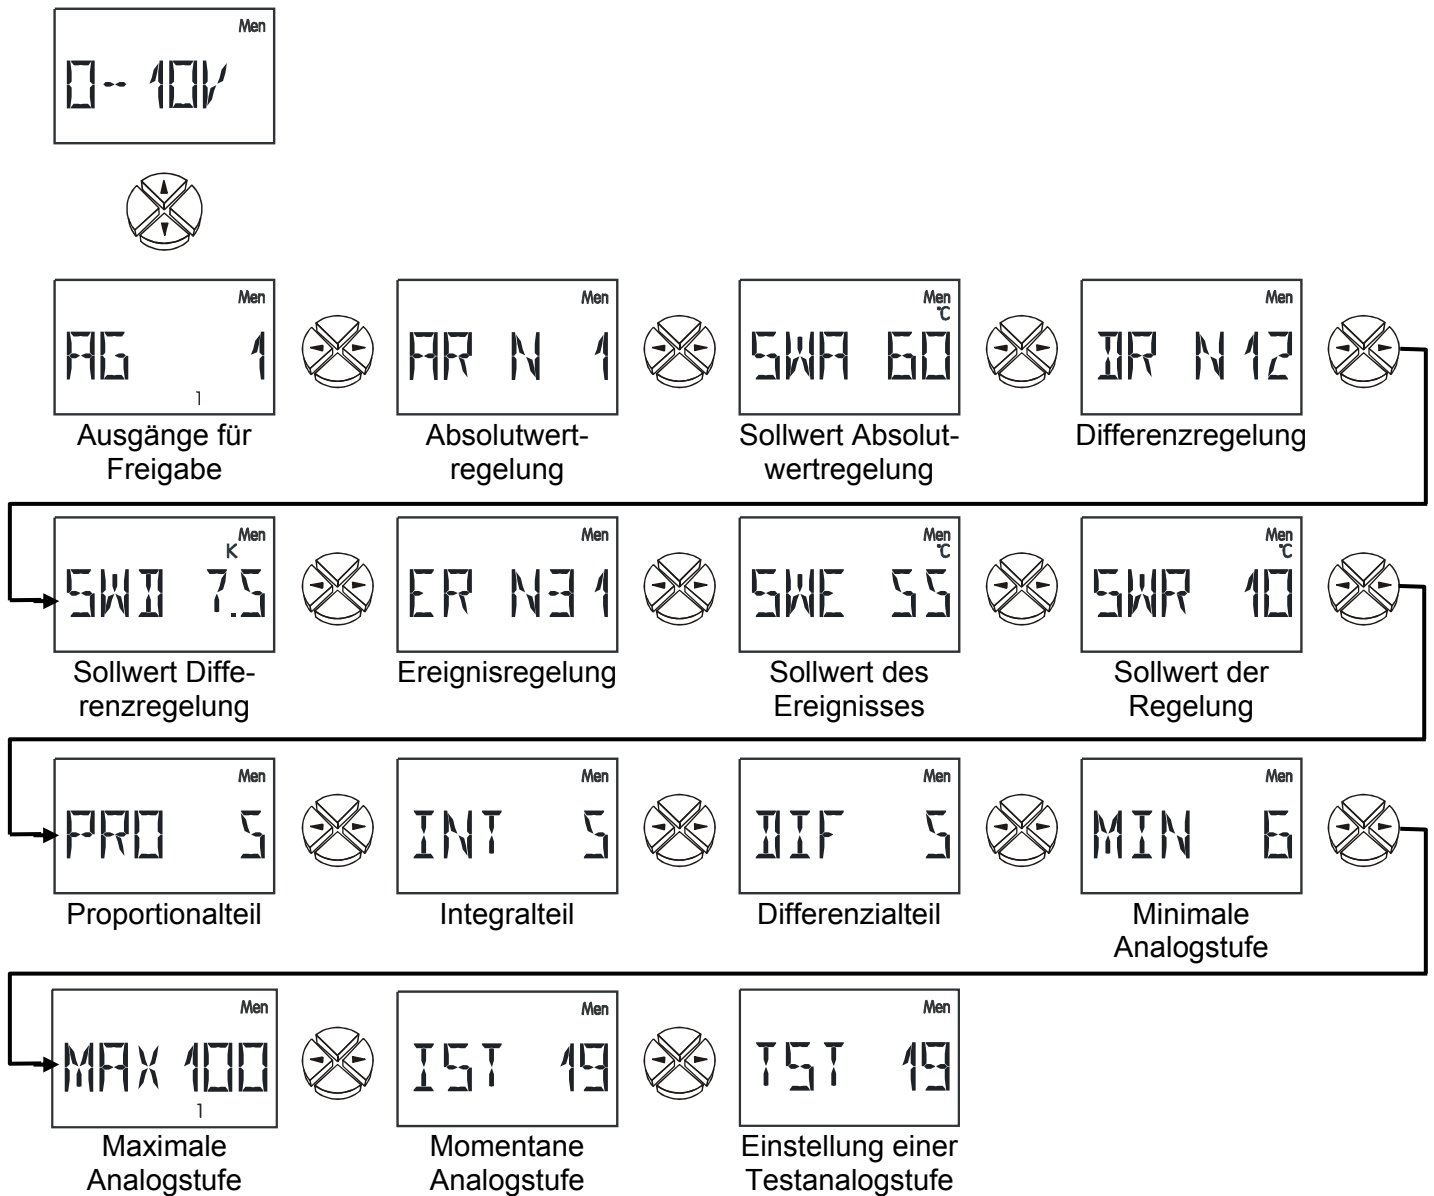 Men
0-- 10V
Men
AG 1
1
Men
AR N 1
Men
°C
SWA 60
Men
DR N12
Ausgänge für
Freigabe
Absolutwert-
regelung
Sollwert Absolut-
wertregelung
Differenzregelung
Men
K
SWD 7.5
Men
ER N31
Men
°C
SWE 55
Men
°C
SWR 10
Sollwert Diffe-
renzregelung
Ereignisregelung
Sollwert des
Ereignisses
Sollwert der
Regelung
Men
PRO 5
Men
INT 5
Men
DIF 5
Men
MIN 6
Proportionalteil
Integralteil
Differenzialteil
Minimale
Analogstufe
Men
MAX 100
1
Men
IST 19
Men
TST 19
Maximale
Analogstufe
Momentane
Analogstufe
Einstellung einer
Testanalogstufe